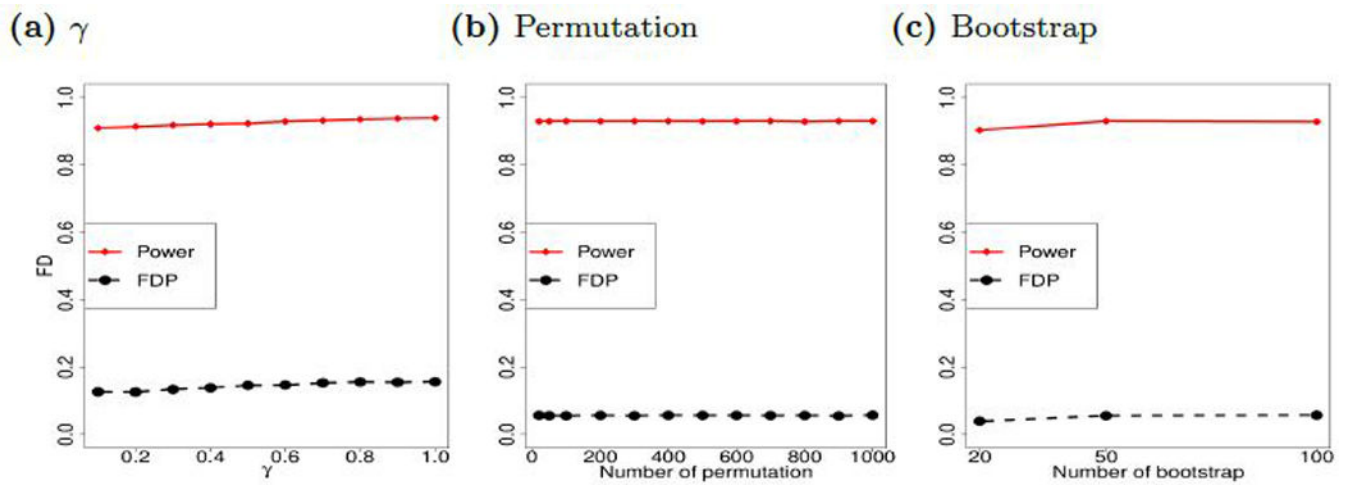 (a) γ (b) Permutation (c) Bootstrap
1.0 1.0 1.0
0.8 0.8 0.8
0.6 0.6 0.6
Power Power Power
FD
FDP FDP FDP
0.4 0.4 0.4
0.2 0.2 0.2
0.0 0.0 0.0
0.2 0.4 0.6 0.8 1.0 0 200 400 600 800 1000 20 50 100
γ Number of permutation Number of bootstrap